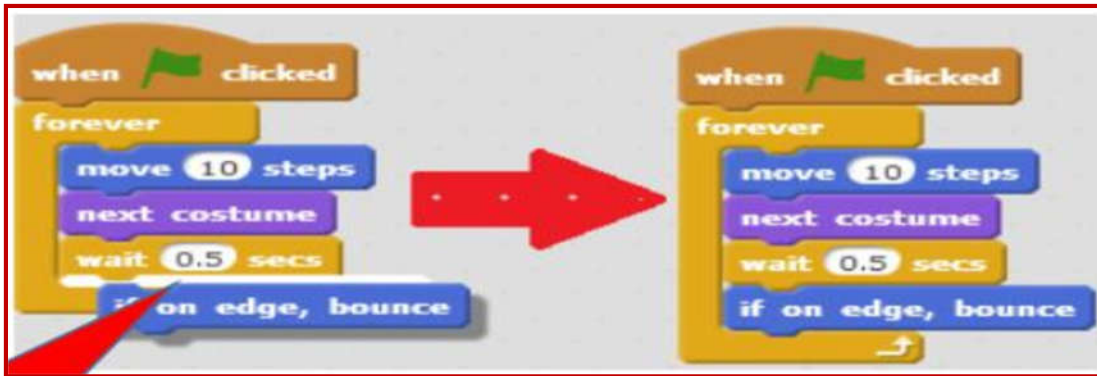 when clicked
forever
move 10 steps
next costume
wait 0.5 secs
if on edge, bounce
when clicked
forever
move 10 steps
next costume
wait 0.5 secs
if on edge, bounce